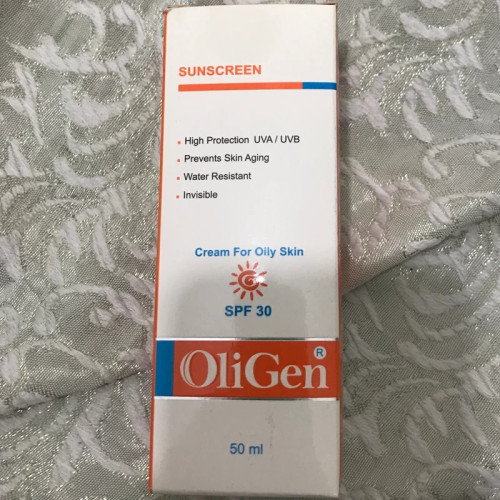 SUNSCREEN
• High Protection UVA / UVB
• Prevents Skin Aging
• Water Resistant
• Invisible
Cream For Oily Skin
G
SPF 30
OliGen®
50 ml